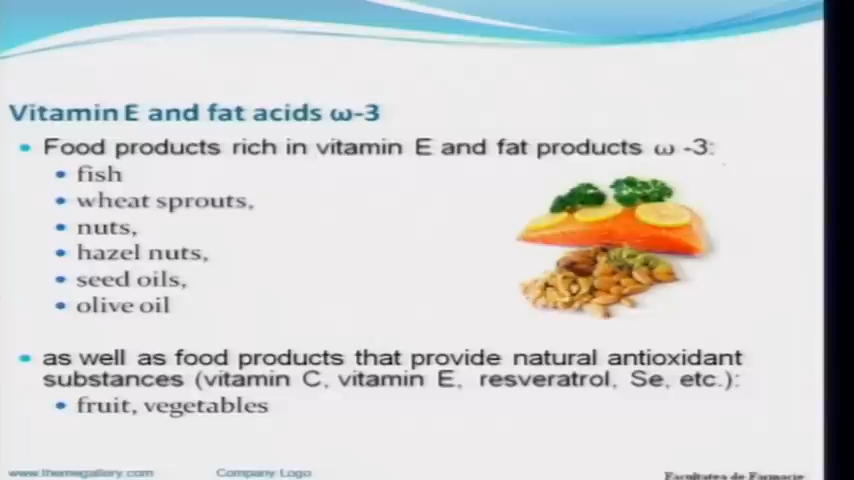 Vitamin E and fat acids ω-3
• Food products rich in vitamin E and fat products ω -3:
• fish
• wheat sprouts,
• nuts,
• hazel nuts,
• seed oils,
• olive oil
• as well as food products that provide natural antioxidant
substances (vitamin C, vitamin E, resveratrol, Se, etc.):
• fruit, vegetables
www.themegallery.com
Company Logo
Facultatea de Farmacie